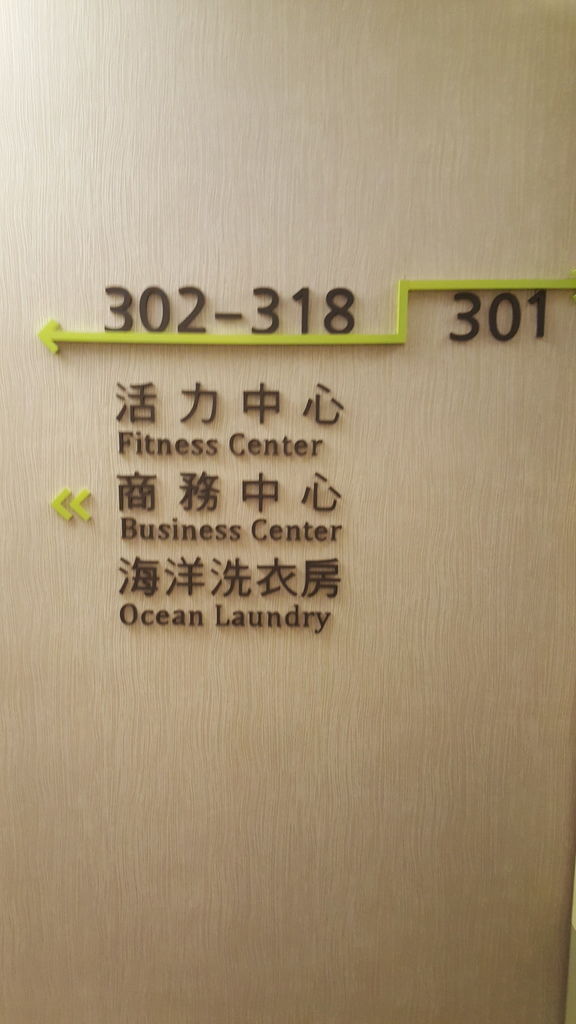 302-318 301
活力中心
Fitness Center
商務中心
Business Center
海洋洗衣房
Ocean Laundry